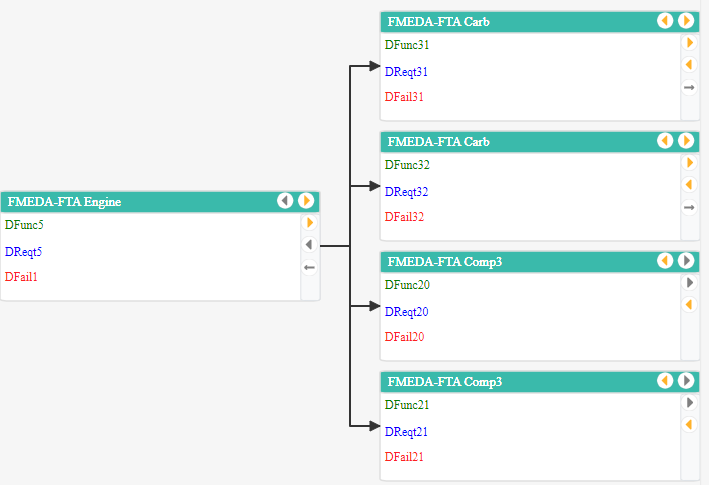 FMEDA-FTA Carb
DFunc31
DReqt31
DFail31
FMEDA-FTA Carb
DFunc32
DReqt32
DFail32
FMEDA-FTA Engine
DFunc5
DReqt5
DFail1
FMEDA-FTA Comp3
DFunc20
DReqt20
DFail20
FMEDA-FTA Comp3
DFunc21
DReqt21
DFail21